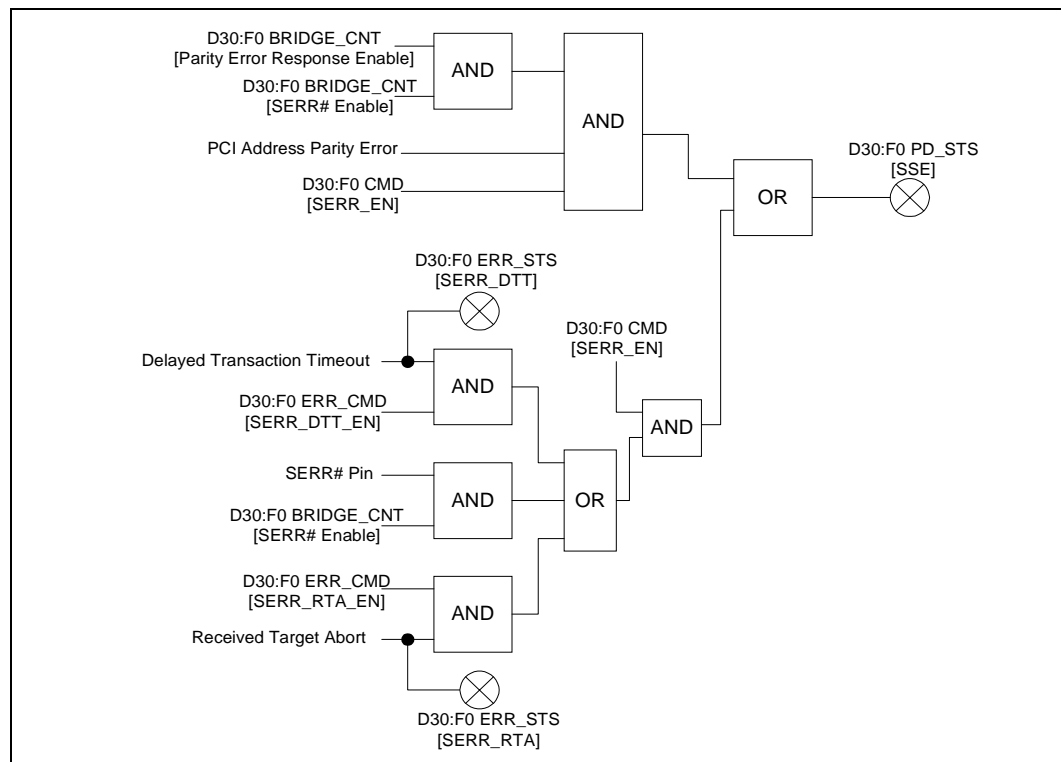 D30:F0 BRIDGE_CNT
[Parity Error Response Enable]
AND
D30:F0 BRIDGE_CNT
[SERR# Enable]
AND
PCI Address Parity Error
D30:F0 CMD
[SERR_EN]
OR
D30:F0 PD_STS
[SSE]
D30:F0 ERR_STS
[SERR_DTT]
Delayed Transaction Timeout
AND
D30:F0 ERR_CMD
[SERR_DTT_EN]
D30:F0 CMD
[SERR_EN]
AND
SERR# Pin
AND
OR
D30:F0 BRIDGE_CNT
[SERR# Enable]
D30:F0 ERR_CMD
[SERR_RTA_EN]
AND
Received Target Abort
D30:F0 ERR_STS
[SERR_RTA]